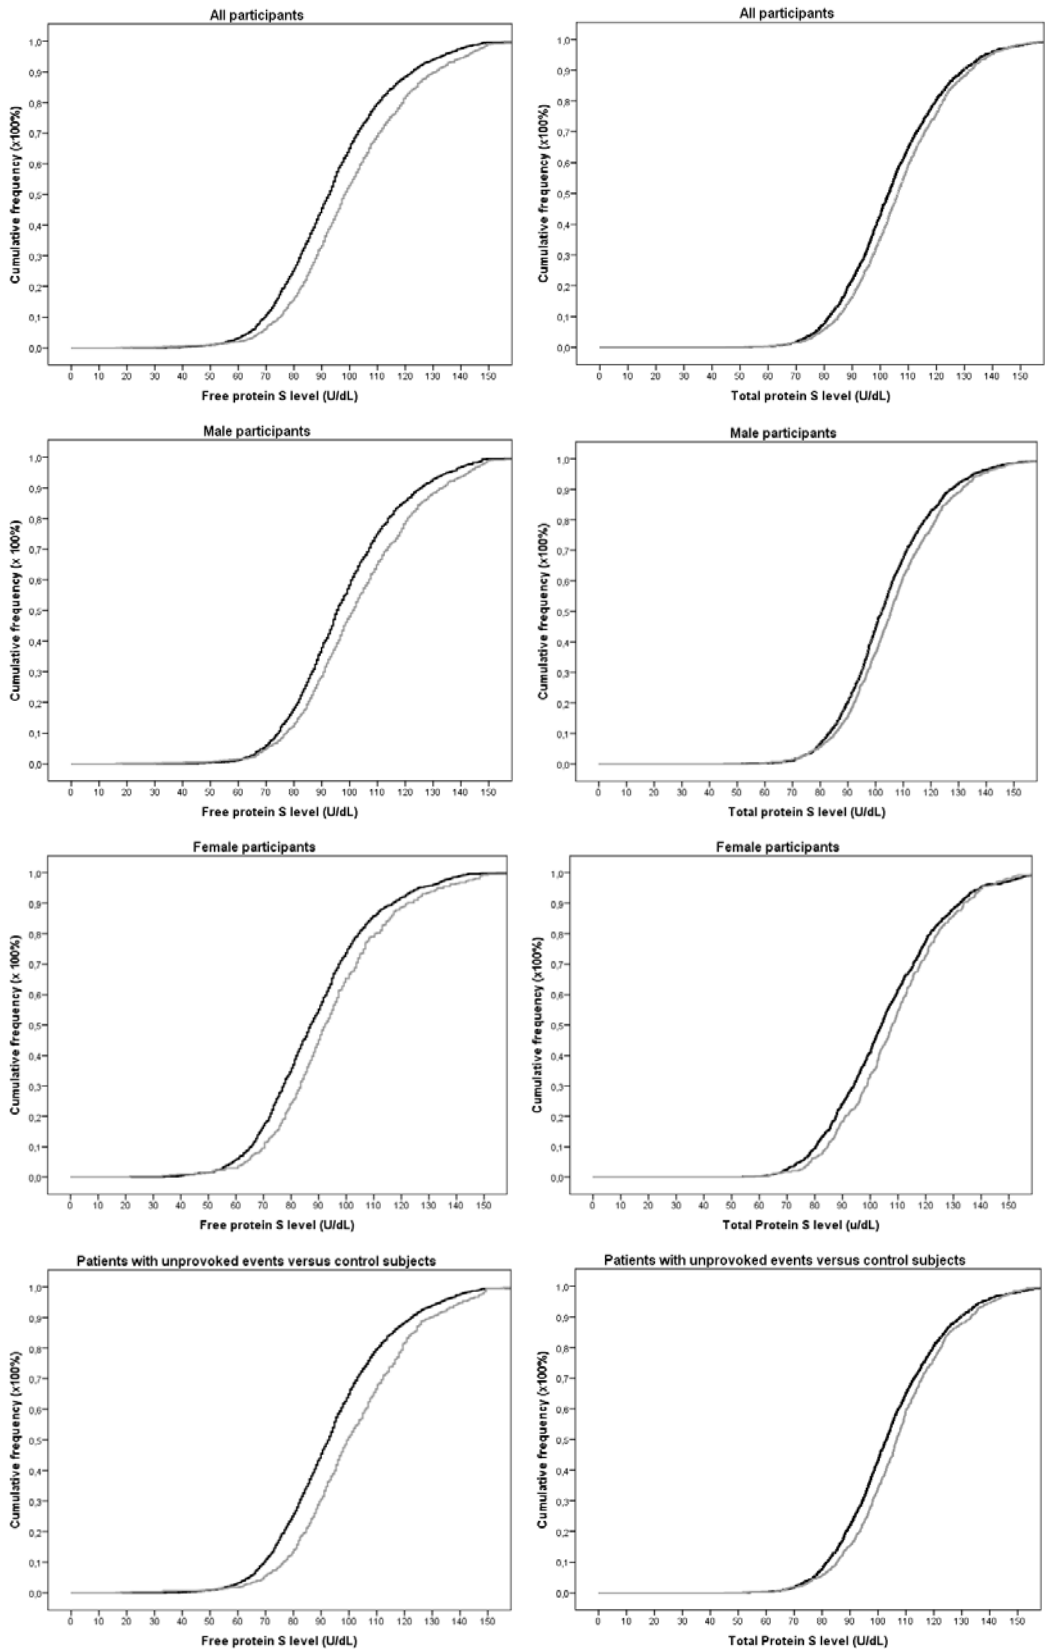 All participants
1,0
0,9
0,8
0,7
0,6
0,5
0,4
0,3
0,2
0,1
0,0
Cumulative frequency (x100%)
0 10 20 30 40 50 60 70 80 90 100 110 120 130 140 150
Free protein S level (U/dL)
All participants
1,0
0,9
0,8
0,7
0,6
0,5
0,4
0,3
0,2
0,1
0,0
Cumulative frequency (x100%)
0 10 20 30 40 50 60 70 80 90 100 110 120 130 140 150
Total protein S level (U/dL)
Male participants
1,0
0,9
0,8
0,7
0,6
0,5
0,4
0,3
0,2
0,1
0,0
Cumulative frequency (x 100%)
0 10 20 30 40 50 60 70 80 90 100 110 120 130 140 150
Free protein S level (U/dL)
Male participants
1,0
0,9
0,8
0,7
0,6
0,5
0,4
0,3
0,2
0,1
0,0
Cumulative frequency (x100%)
0 10 20 30 40 50 60 70 80 90 100 110 120 130 140 150
Total protein S level (U/dL)
Female participants
1,0
0,9
0,8
0,7
0,6
0,5
0,4
0,3
0,2
0,1
0,0
Cumulative frequency (x 100%)
0 10 20 30 40 50 60 70 80 90 100 110 120 130 140 150
Free protein S level (U/dL)
Female participants
1,0
0,9
0,8
0,7
0,6
0,5
0,4
0,3
0,2
0,1
0,0
Cumulative frequency (x100%)
0 10 20 30 40 50 60 70 80 90 100 110 120 130 140 150
Total Protein S level (u/dL)
Patients with unprovoked events versus control subjects
1,0
0,9
0,8
0,7
0,6
0,5
0,4
0,3
0,2
0,1
0,0
Cumulative frequency (x100%)
0 10 20 30 40 50 60 70 80 90 100 110 120 130 140 150
Free protein S level (U/dL)
Patients with unprovoked events versus control subjects
1,0
0,9
0,8
0,7
0,6
0,5
0,4
0,3
0,2
0,1
0,0
Cumulative frequency (x100%)
0 10 20 30 40 50 60 70 80 90 100 110 120 130 140 150
Total Protein S level (U/dL)